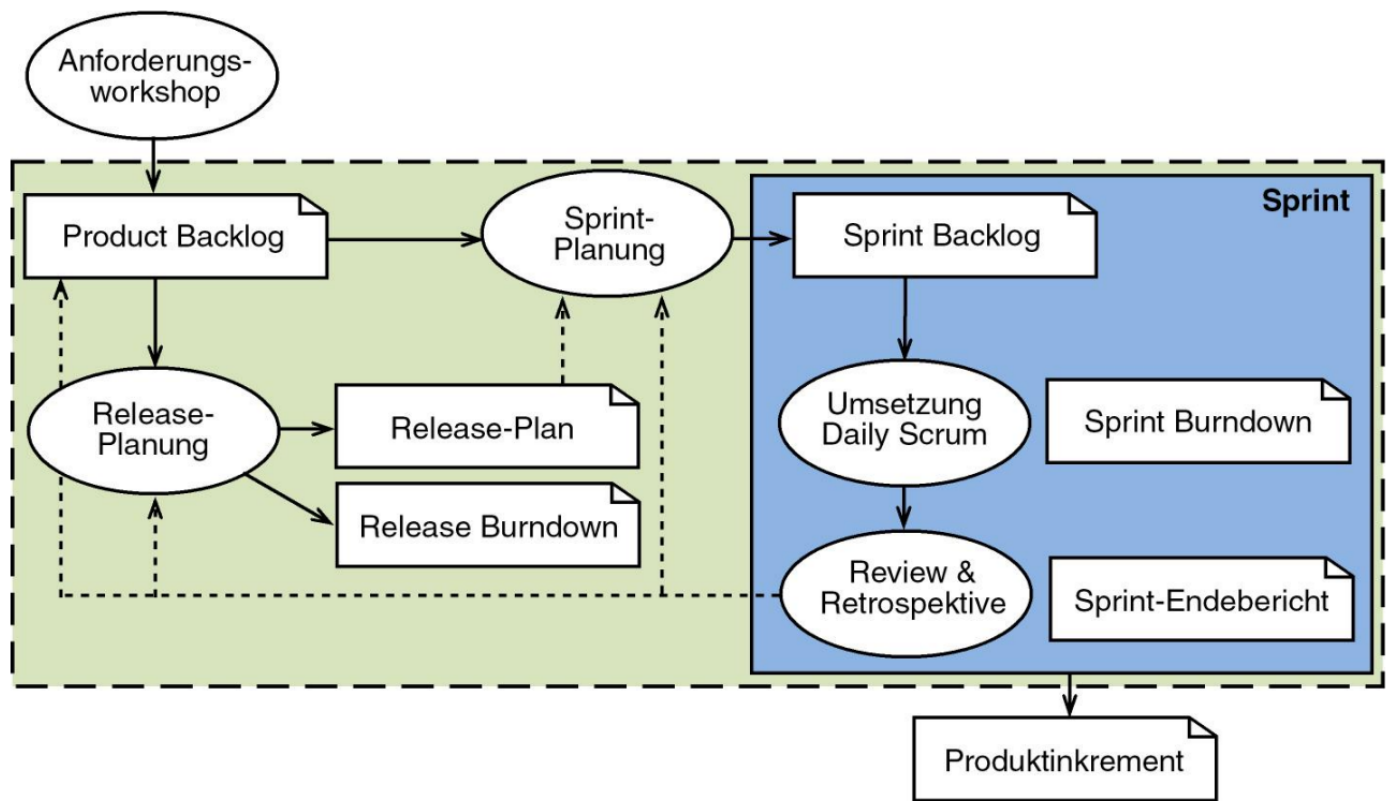 Anforderungs-
workshop
Product Backlog
Sprint-
Planung
Sprint
Sprint Backlog
Release-
Planung
Release-Plan
Release Burndown
Umsetzung
Daily Scrum
Sprint Burndown
Review &
Retrospektive
Sprint-Endebericht
Produktinkrement